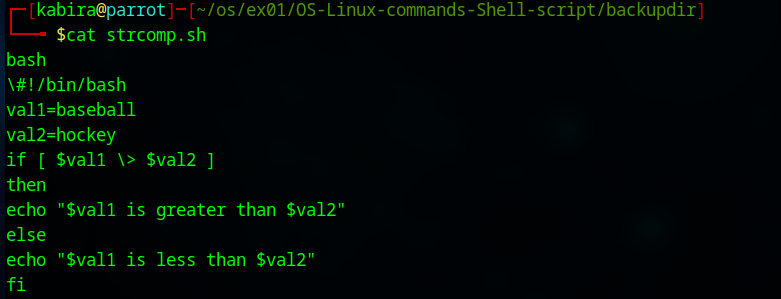 ┌─[kabira@parrot]─[~/os/ex01/OS-Linux-commands-Shell-script/backupdir]
└──╼ $cat strcomp.sh
bash
\#!/bin/bash
val1=baseball
val2=hockey
if [ $val1 \> $val2 ]
then
echo "$val1 is greater than $val2"
else
echo "$val1 is less than $val2"
fi